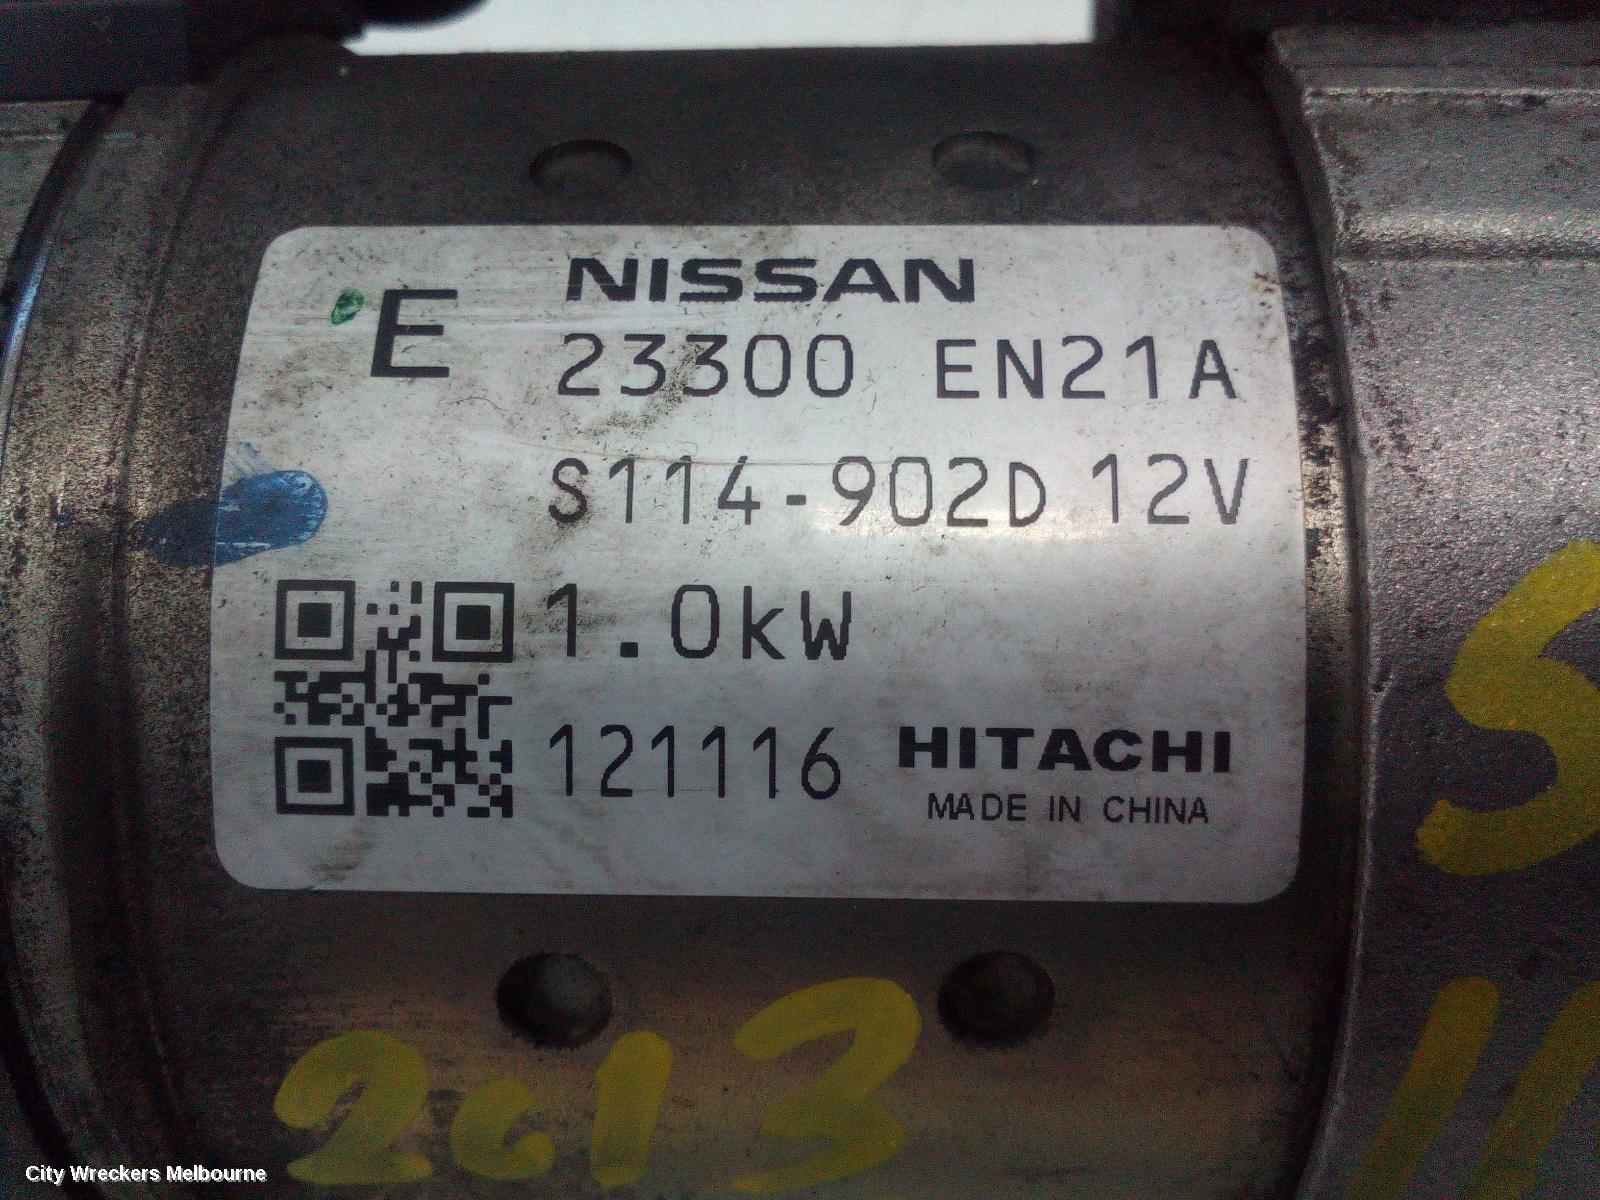 NISSAN
E
23300 EN21A
S114-902D 12V
1.0kW
121116 HITACHI
MADE IN CHINA
2013
City Wreckers Melbourne